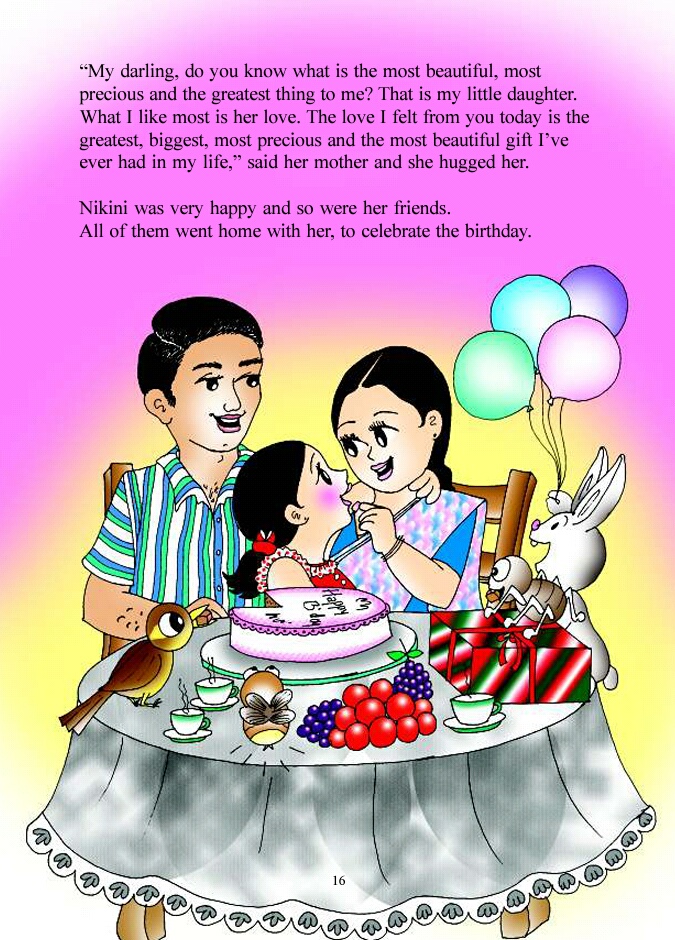 “My darling, do you know what is the most beautiful, most
precious and the greatest thing to me? That is my little daughter.
What I like most is her love. The love I felt from you today is the
greatest, biggest, most precious and the most beautiful gift I’ve
ever had in my life,” said her mother and she hugged her.
Nikini was very happy and so were her friends.
All of them went home with her, to celebrate the birthday.
Happy
B day
16